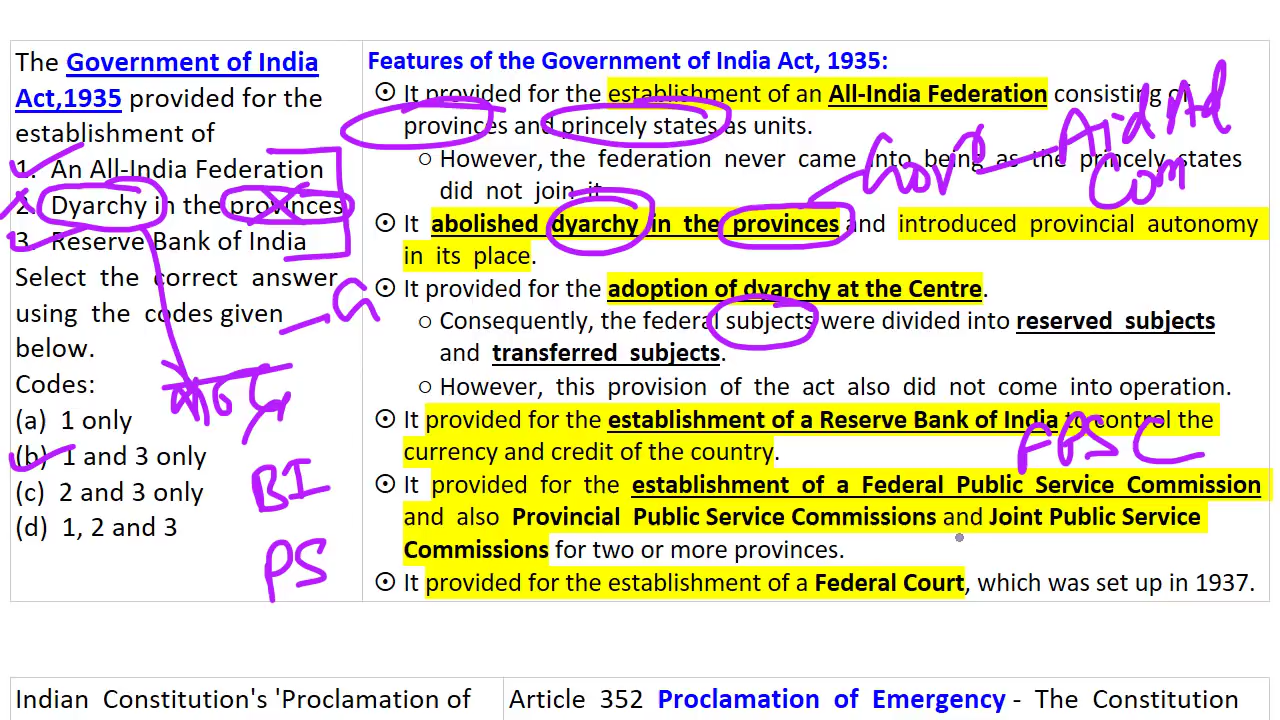 The Government of India
Act,1935 provided for the
establishment of
1. An All-India Federation
2. Dyarchy in the provinces
3. Reserve Bank of India
Select the correct answer
using the codes given
below.
Codes:
(a) 1 only
(b) 1 and 3 only
(c) 2 and 3 only
(d) 1, 2 and 3
BI
PS
Features of the Government of India Act, 1935:
It provided for the establishment of an All-India Federation consisting of
provinces and princely states as units.
However, the federation never came into being as the princely states
did not join it.
It abolished dyarchy in the provinces and introduced provincial autonomy
in its place.
It provided for the adoption of dyarchy at the Centre.
Consequently, the federal subjects were divided into reserved subjects
and transferred subjects.
However, this provision of the act also did not come into operation.
It provided for the establishment of a Reserve Bank of India to control the
currency and credit of the country.
FPSC
It provided for the establishment of a Federal Public Service Commission
and also Provincial Public Service Commissions and Joint Public Service
Commissions for two or more provinces.
It provided for the establishment of a Federal Court, which was set up in 1937.
Indian Constitution's 'Proclamation of
Article 352 Proclamation of Emergency - The Constitution